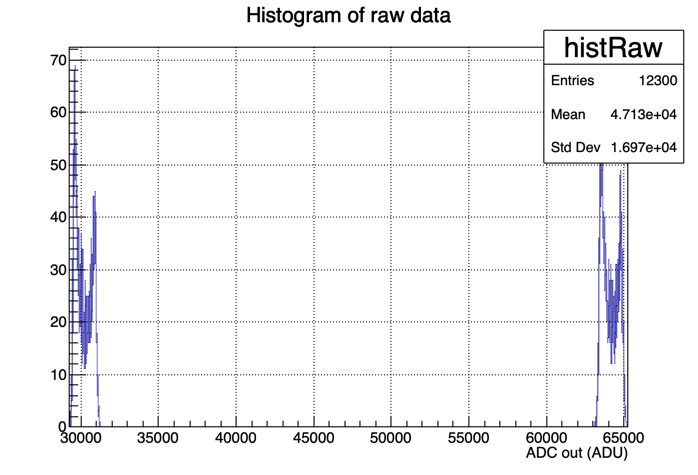 Histogram of raw data
histRaw
Entries 12300
Mean 4.713e+04
Std Dev 1.697e+04
70
60
50
40
30
20
10
0
30000 35000 40000 45000 50000 55000 60000 65000
ADC out (ADU)